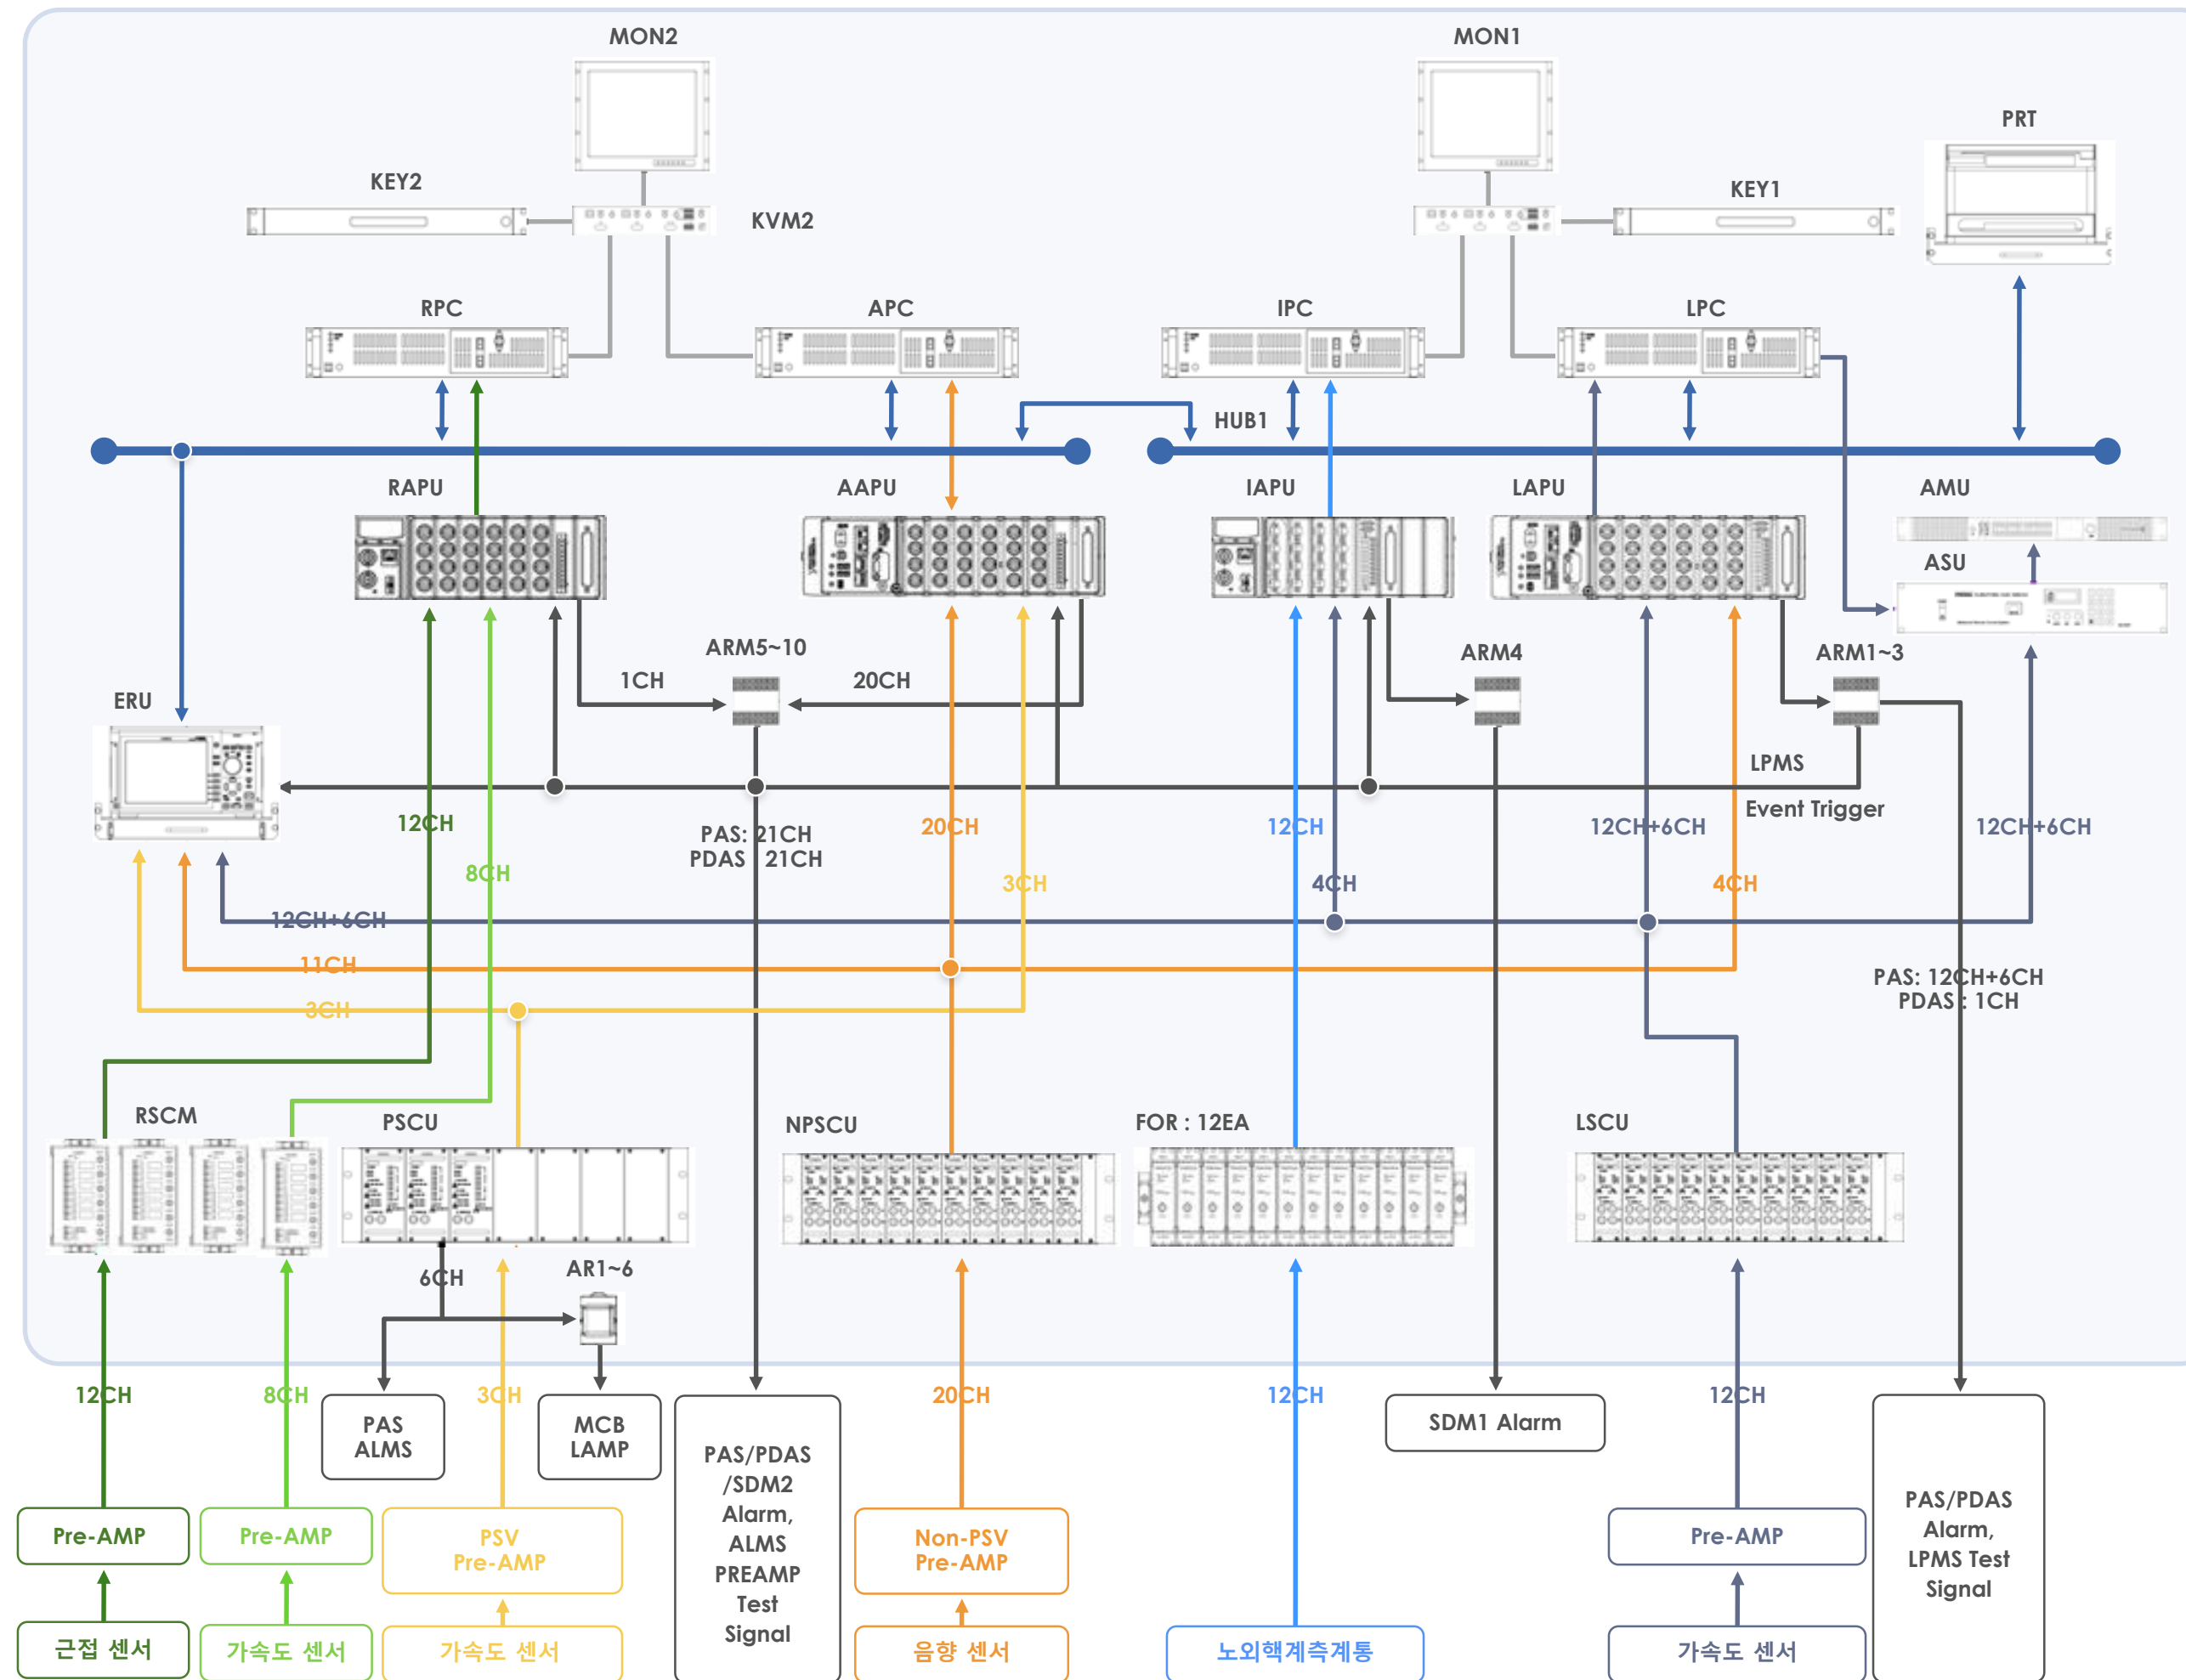 MON2
MON1
PRT
KEY2
KEY1
KVM2
RPC
APC
IPC
LPC
HUB1
RAPU
AAPU
IAPU
LAPU
AMU
ASU
ARM5~10
ARM4
ARM1~3
1CH
20CH
ERU
LPMS
Event Trigger
12CH
PAS: 21CH
PDAS : 21CH
20CH
12CH
12CH+6CH
12CH+6CH
8CH
3CH
4CH
4CH
12CH+6CH
11CH
3CH
PAS: 12CH+6CH
PDAS : 1CH
RSCM
PSCU
NPSCU
FOR : 12EA
LSCU
6CH
AR1~6
12CH
8CH
3CH
20CH
12CH
12CH
PAS
ALMS
MCB
LAMP
PAS/PDAS
/SDM2
Alarm,
ALMS
PREAMP
Test
Signal
SDM1 Alarm
PAS/PDAS
Alarm,
LPMS Test
Signal
Pre-AMP
Pre-AMP
PSV
Pre-AMP
Non-PSV
Pre-AMP
Pre-AMP
근접 센서
가속도 센서
가속도 센서
음향 센서
노외핵계측계통
가속도 센서